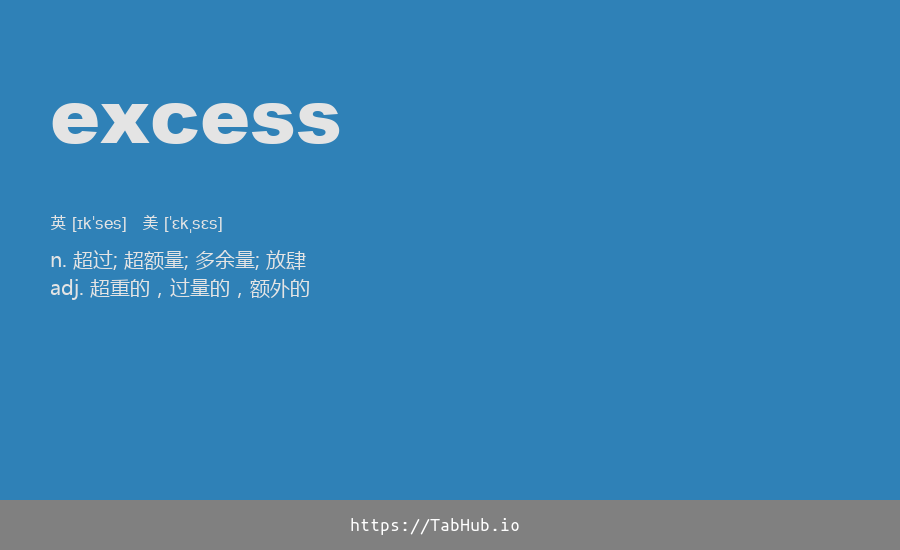 excess
英 [ɪkˈses] 美 [ˈɛkˌsɛs]
n. 超过; 超额量; 多余量; 放肆
adj. 超重的，过量的，额外的
https://TabHub.io